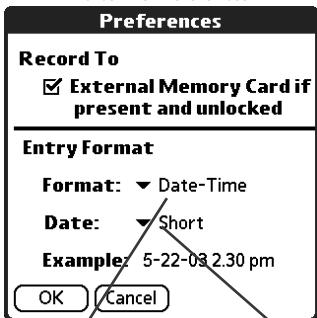 Preferences
Record To
External Memory Card if
present and unlocked
Entry Format
Format: Date-Time
Date: Short
Example: 5-22-03 2.30 pm
OK Cancel